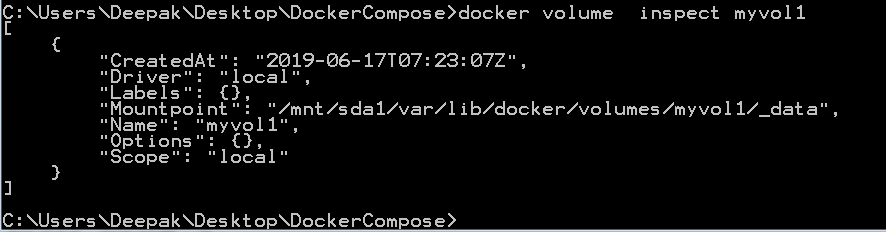 C:\Users\Deepak\Desktop\DockerCompose>docker volume  inspect myvol1
[
    {
        "CreatedAt": "2019-06-17T07:23:07Z",
        "Driver": "local",
        "Labels": {},
        "Mountpoint": "/mnt/sda1/var/lib/docker/volumes/myvol1/_data",
        "Name": "myvol1",
        "Options": {},
        "Scope": "local"
    }
]
C:\Users\Deepak\Desktop\DockerCompose>